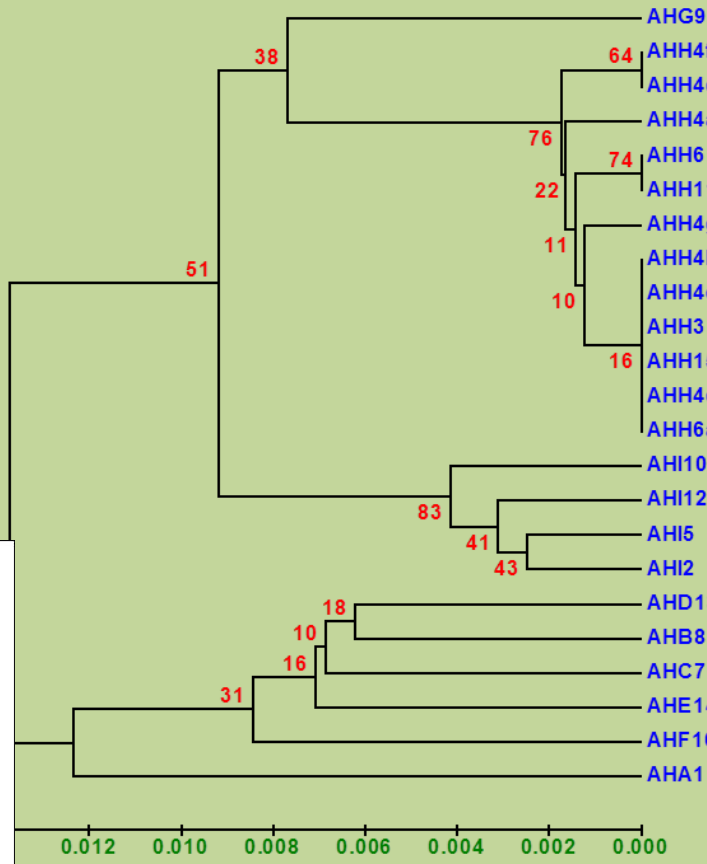 AHG9
38
64
AHH4
AHH4
AHH4
76
74
AHH6
22
AHH1
AHH4
11
AHH4
51
AHH4
10
AHH3
16
AHH1
AHH4
AHH6
AHI10
AHI12
83
AHI5
41
AHI2
43
18
AHD1
10
AHB8
16
AHC7
31
AHE1
AHF1
AHA1
0.012 0.010 0.008 0.006 0.004 0.002 0.000